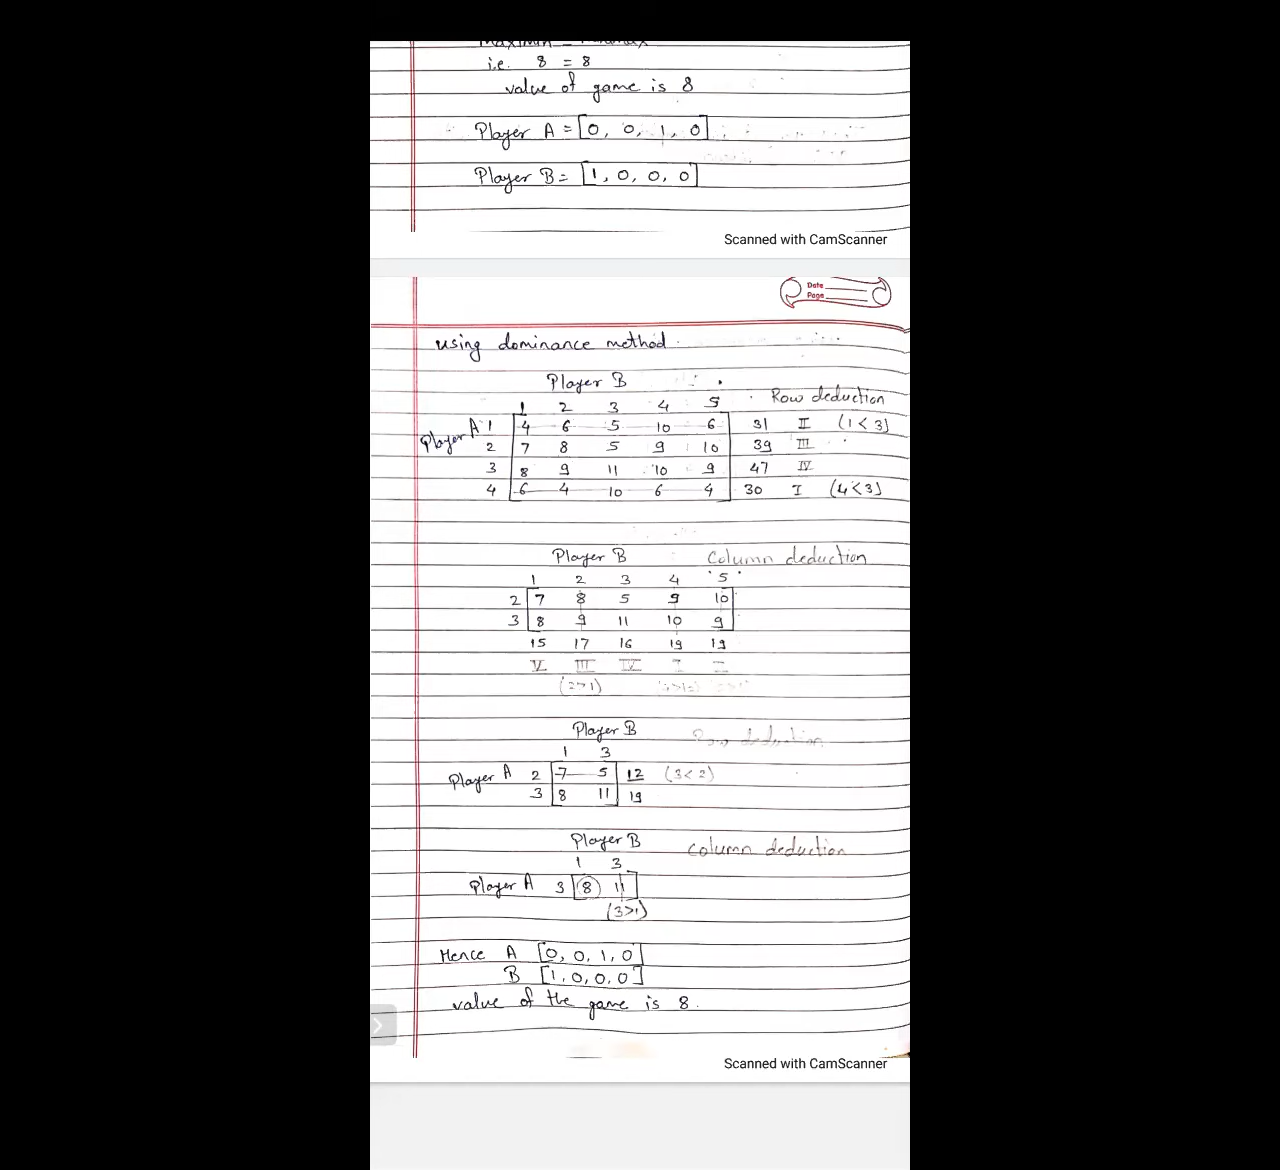 i.e. 8 = 8
value of game is 8
Player A = [0, 0, 1, 0]
Player B = [1, 0, 0, 0]
Scanned with CamScanner
Date
Page
using dominance method.
Player B
Row deduction
1 2 3 4 5
Player A 1 4 6 5 10 6 31 II (1 < 3)
2 7 8 5 9 10 39 III
3 8 9 11 10 9 47 IV
4 6 4 10 6 4 30 I (4 < 3)
Player B Column deduction
1 2 3 4 5
2 7 8 5 9 10
3 8 9 11 10 9
15 17 16 19 19
V III IV I
(2>1)
Player B Row deduction
1 3
Player A 2 7 5 12 (3< 2)
3 8 11 19
Player B column deduction
1 3
Player A 3 8 11
(3>1)
Hence A [0, 0, 1, 0]
B [1, 0, 0, 0]
value of the game is 8.
Scanned with CamScanner